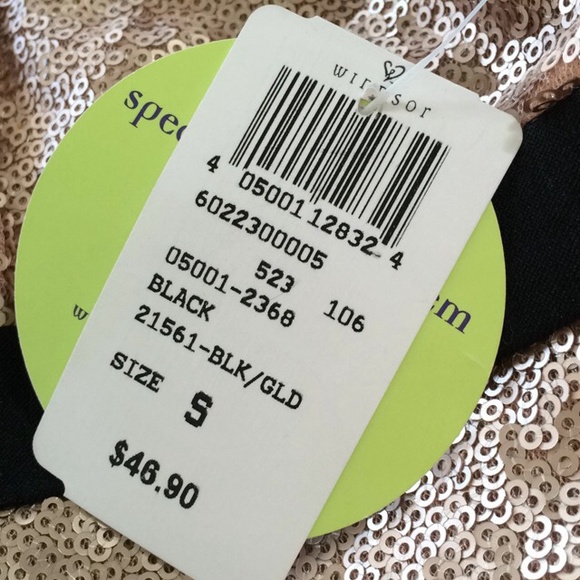 windsor
4 05001 12832 4
6022300005
523 106
05001-2368
BLACK
21561-BLK/GLD
SIZE S
$46.90